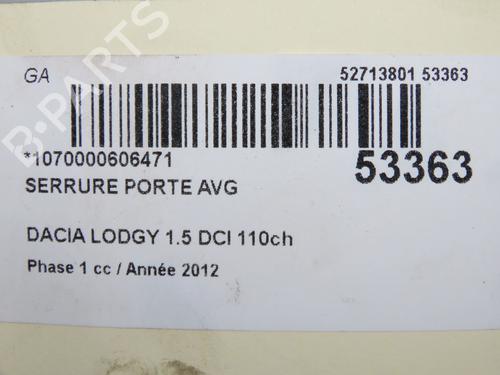 GA
52713801 53363
*1070000606471
53363
SERRURE PORTE AVG
DACIA LODGY 1.5 DCI 110ch
Phase 1 cc / Année 2012
B-PARTS